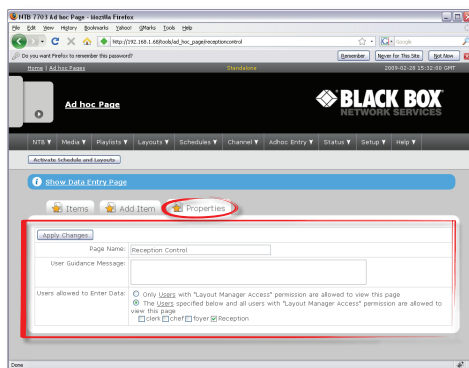 NTB 7703 Ad hoc Page - Mozilla Firefox
File Edit View History Bookmarks Yahoo! GMarks Tools Help
http://192.168.1.68/tools/ad_hoc_page/receptioncontrol
Google
Do you want Firefox to remember this password?
Remember Never for This Site Not Now
Home | Ad hoc Pages Standalone 2009-02-26 15:32:00 GMT
Ad hoc Page
BLACK BOX
NETWORK SERVICES
NTB Media Playlists Layouts Schedules Channel Adhoc Entry Status Setup Help
Activate Schedule and Layouts
Show Data Entry Page
Items Add Item Properties
Apply Changes
Page Name: Reception Control
User Guidance Message:
Users allowed to Enter Data: Only Users with "Layout Manager Access" permission are allowed to view this page
The Users specified below and all users with "Layout Manager Access" permission are allowed to
view this page
clerk chef foyer Reception
Done